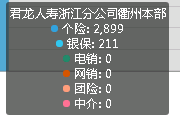 君龙人寿浙江分公司衢州本部
个险: 2,899
银保: 211
电销: 0
网销: 0
团险: 0
中介: 0